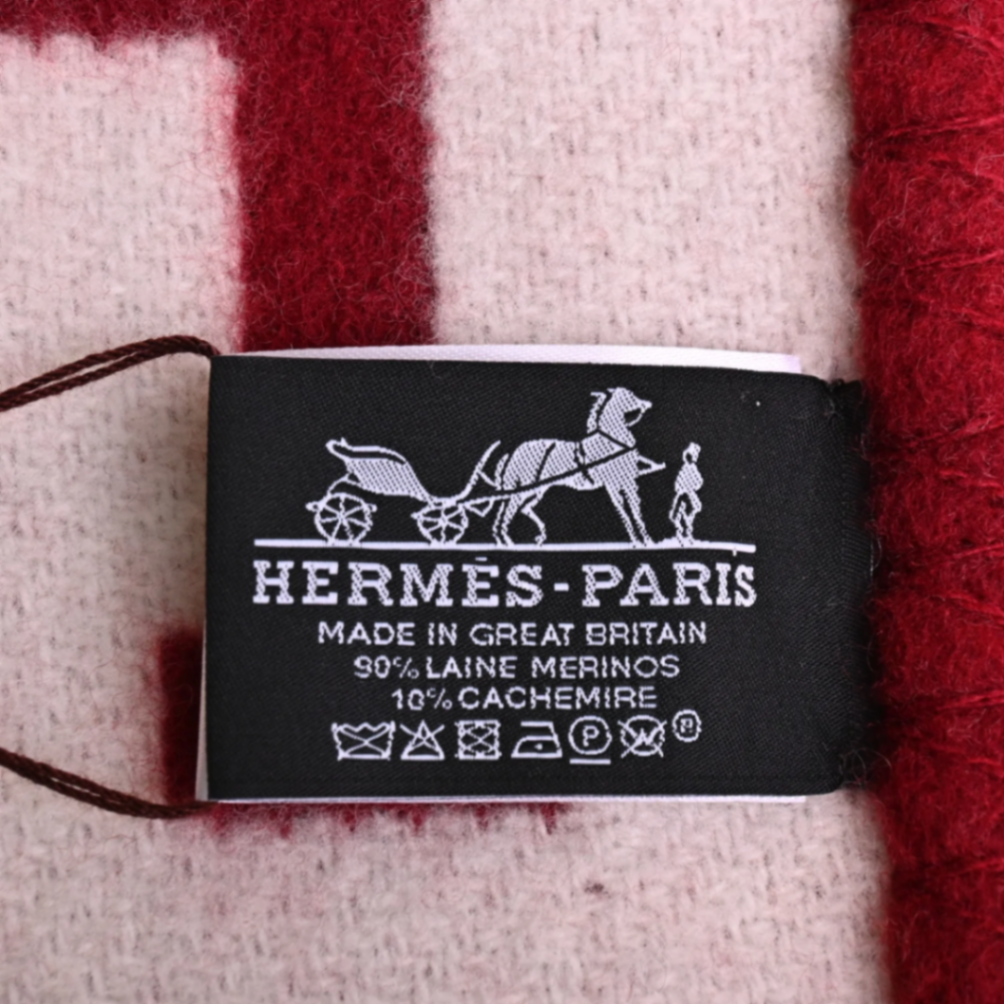 HERMÈS-PARIS
MADE IN GREAT BRITAIN
90% LAINE MERINOS
10% CACHEMIRE
P W ®